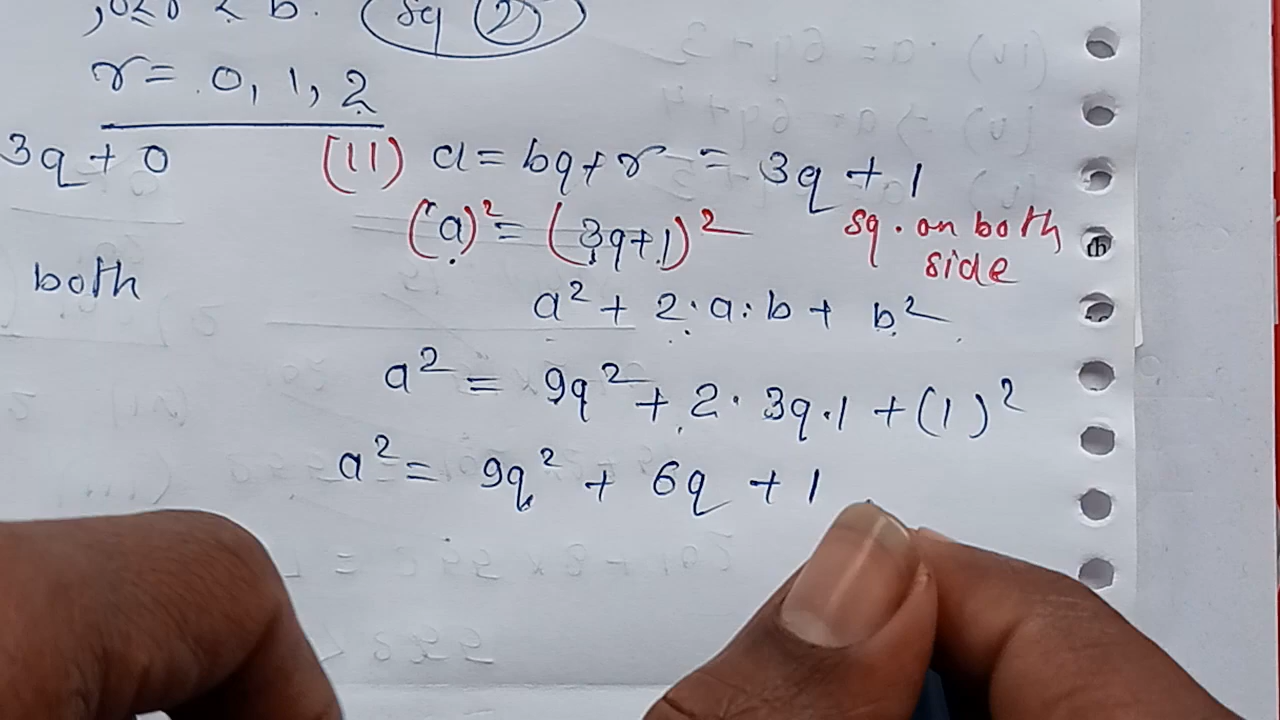 , 0≤r < b. sq 2
r = 0, 1, 2
3q + 0
both
(11) a = bq + r = 3q + 1
(a)² = (3q+1)² sq. on both
side
a² + 2·a·b + b²
a² = 9q² + 2·3q·1 + (1)²
a² = 9q² + 6q + 1